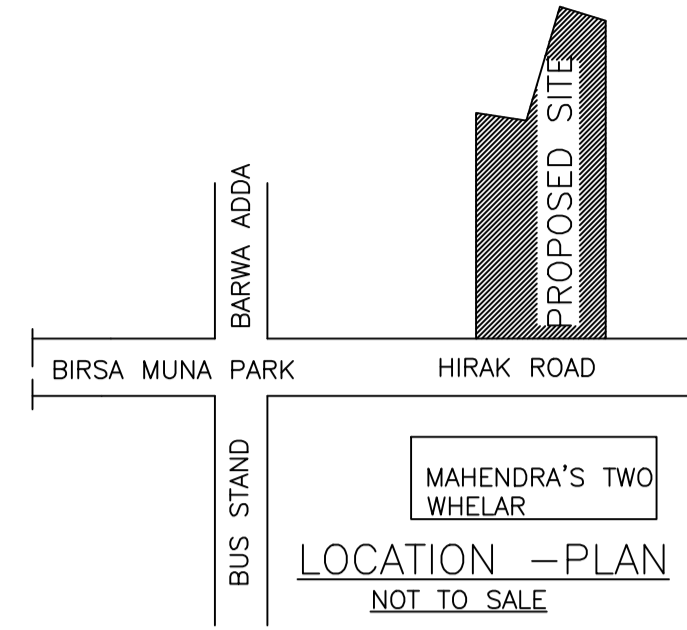 PROPOSED SITE
BARWA ADDA
BIRSA MUNA PARK
HIRAK ROAD
BUS STAND
MAHENDRA'S TWO
WHELAR
LOCATION -PLAN
NOT TO SALE